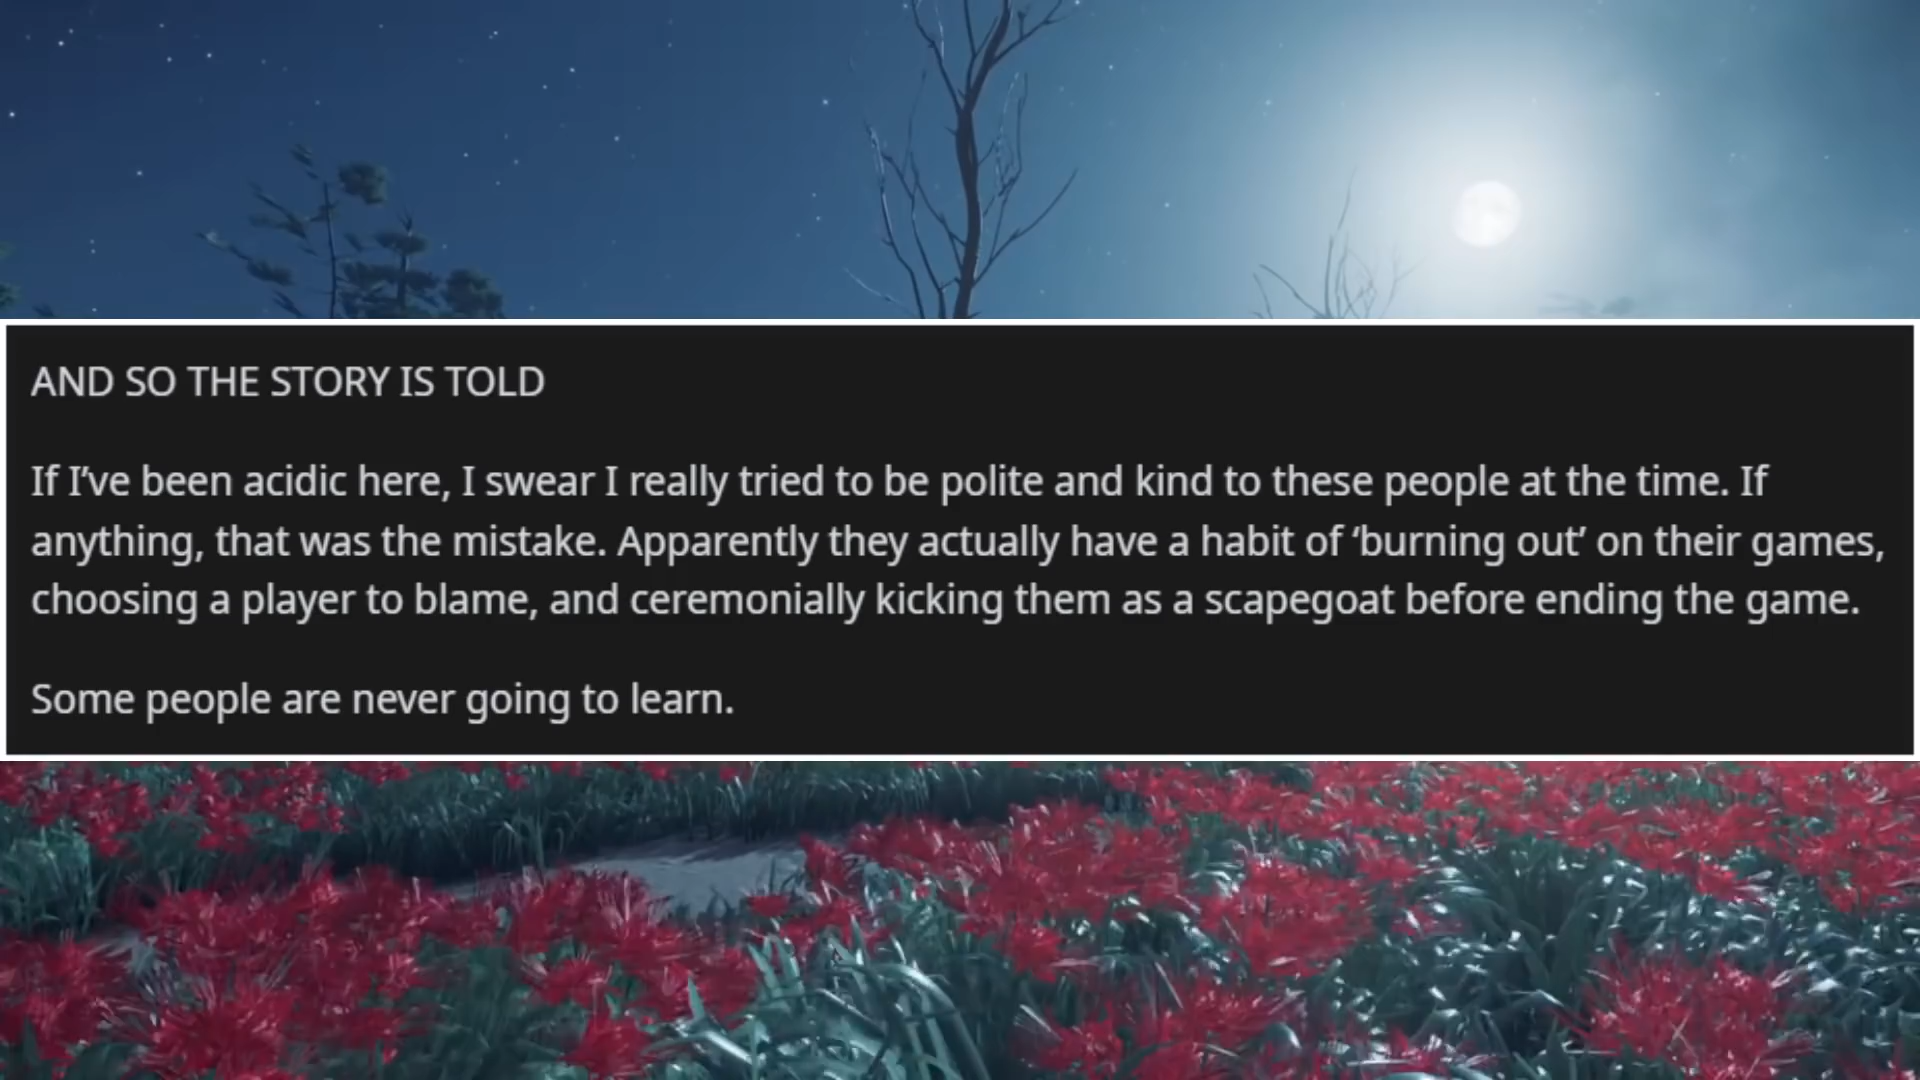 AND SO THE STORY IS TOLD
If I’ve been acidic here, I swear I really tried to be polite and kind to these people at the time. If
anything, that was the mistake. Apparently they actually have a habit of ‘burning out’ on their games,
choosing a player to blame, and ceremonially kicking them as a scapegoat before ending the game.
Some people are never going to learn.